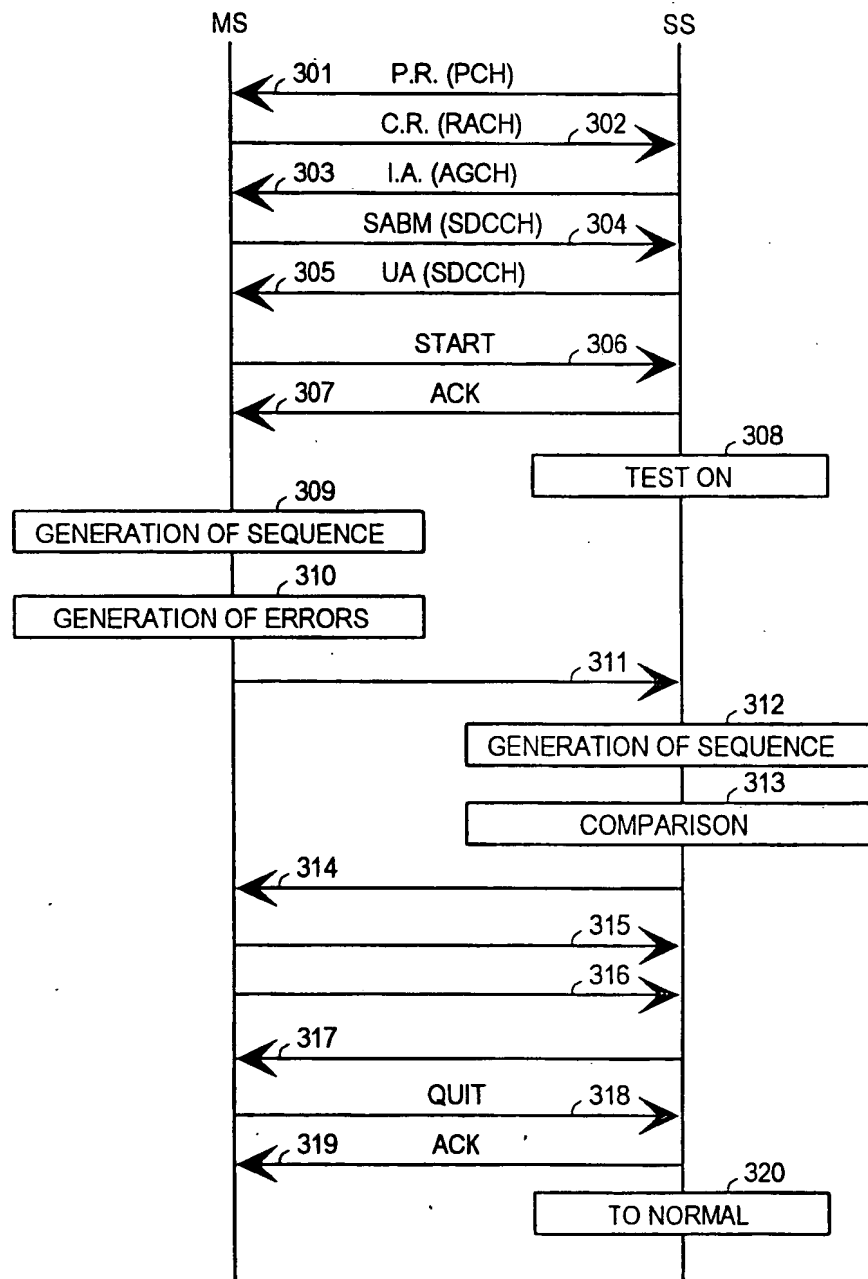 MS SS
301 P.R. (PCH)
C.R. (RACH) 302
303 I.A. (AGCH)
SABM (SDCCH) 304
305 UA (SDCCH)
START 306
307 ACK
308
TEST ON
309
GENERATION OF SEQUENCE
310
GENERATION OF ERRORS
311
312
GENERATION OF SEQUENCE
313
COMPARISON
314
315
316
317
QUIT 318
319 ACK
320
TO NORMAL